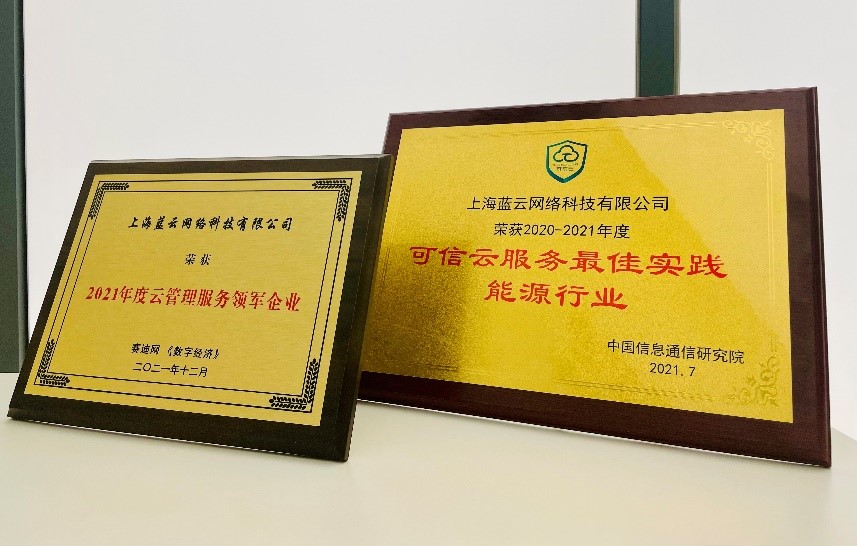 上海蓝云网络科技有限公司
荣获
2021年度云管理服务领军企业
赛迪网 《数字经济》
二〇二一年十二月
上海蓝云网络科技有限公司
荣获2020-2021年度
可信云服务最佳实践
能源行业
中国信息通信研究院
2021.7